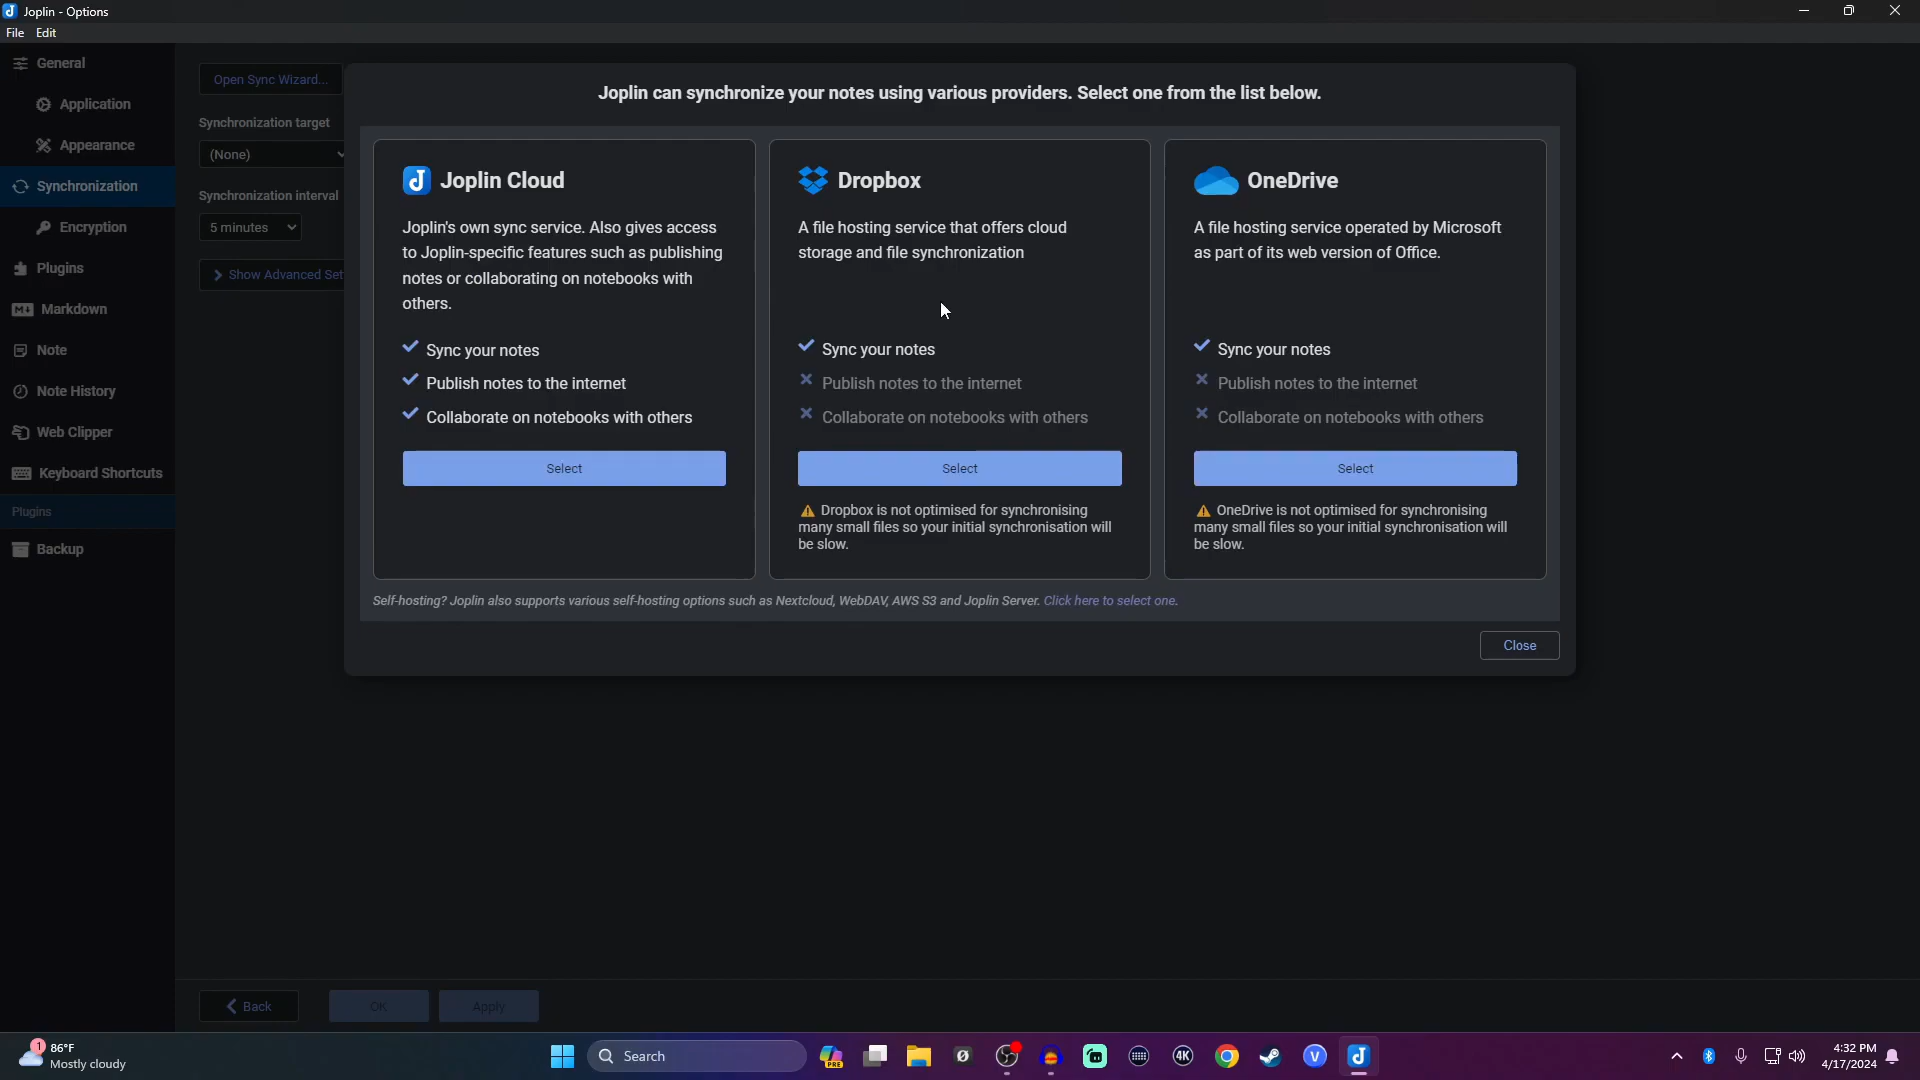 Joplin - Options
File Edit
General
Application
Appearance
Synchronization
Encryption
Plugins
Markdown
Note
Note History
Web Clipper
Keyboard Shortcuts
Plugins
Backup
Open Sync Wizard...
Synchronization target
(None)
Synchronization interval
5 minutes
Show Advanced Set
Joplin can synchronize your notes using various providers. Select one from the list below.
Joplin Cloud
Joplin's own sync service. Also gives access
to Joplin-specific features such as publishing
notes or collaborating on notebooks with
others.
Sync your notes
Publish notes to the internet
Collaborate on notebooks with others
Select
Dropbox
A file hosting service that offers cloud
storage and file synchronization
Sync your notes
Publish notes to the internet
Collaborate on notebooks with others
Select
Dropbox is not optimised for synchronising
many small files so your initial synchronisation will
be slow.
OneDrive
A file hosting service operated by Microsoft
as part of its web version of Office.
Sync your notes
Publish notes to the internet
Collaborate on notebooks with others
Select
OneDrive is not optimised for synchronising
many small files so your initial synchronisation will
be slow.
Self-hosting? Joplin also supports various self-hosting options such as Nextcloud, WebDAV, AWS S3 and Joplin Server. Click here to select one.
Close
Back
OK
Apply
1
86°F
Mostly cloudy
Search
PRE
4K
V
4:32 PM
4/17/2024